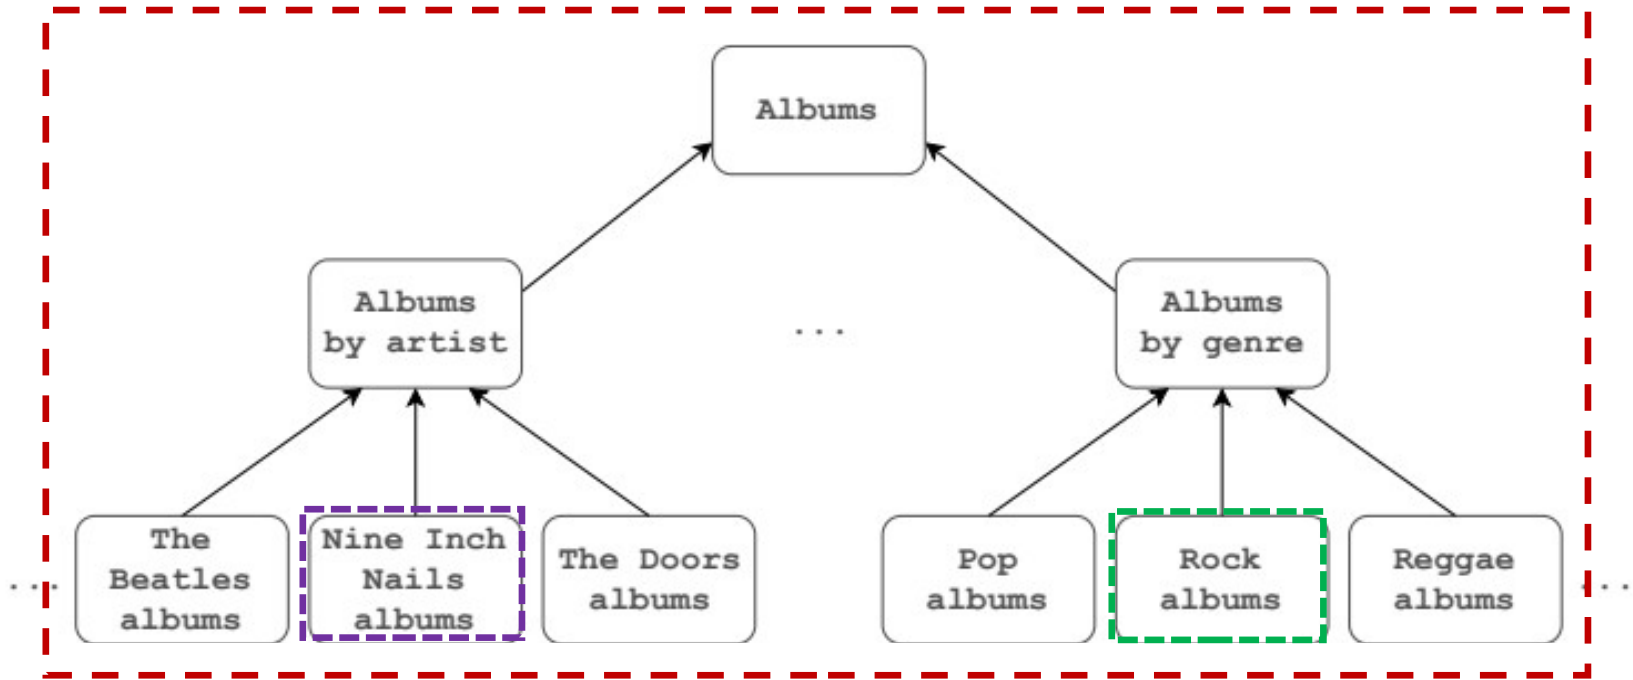 Albums
Albums
by artist
...
Albums
by genre
...
The
Beatles
albums
Nine Inch
Nails
albums
The Doors
albums
Pop
albums
Rock
albums
Reggae
albums
...